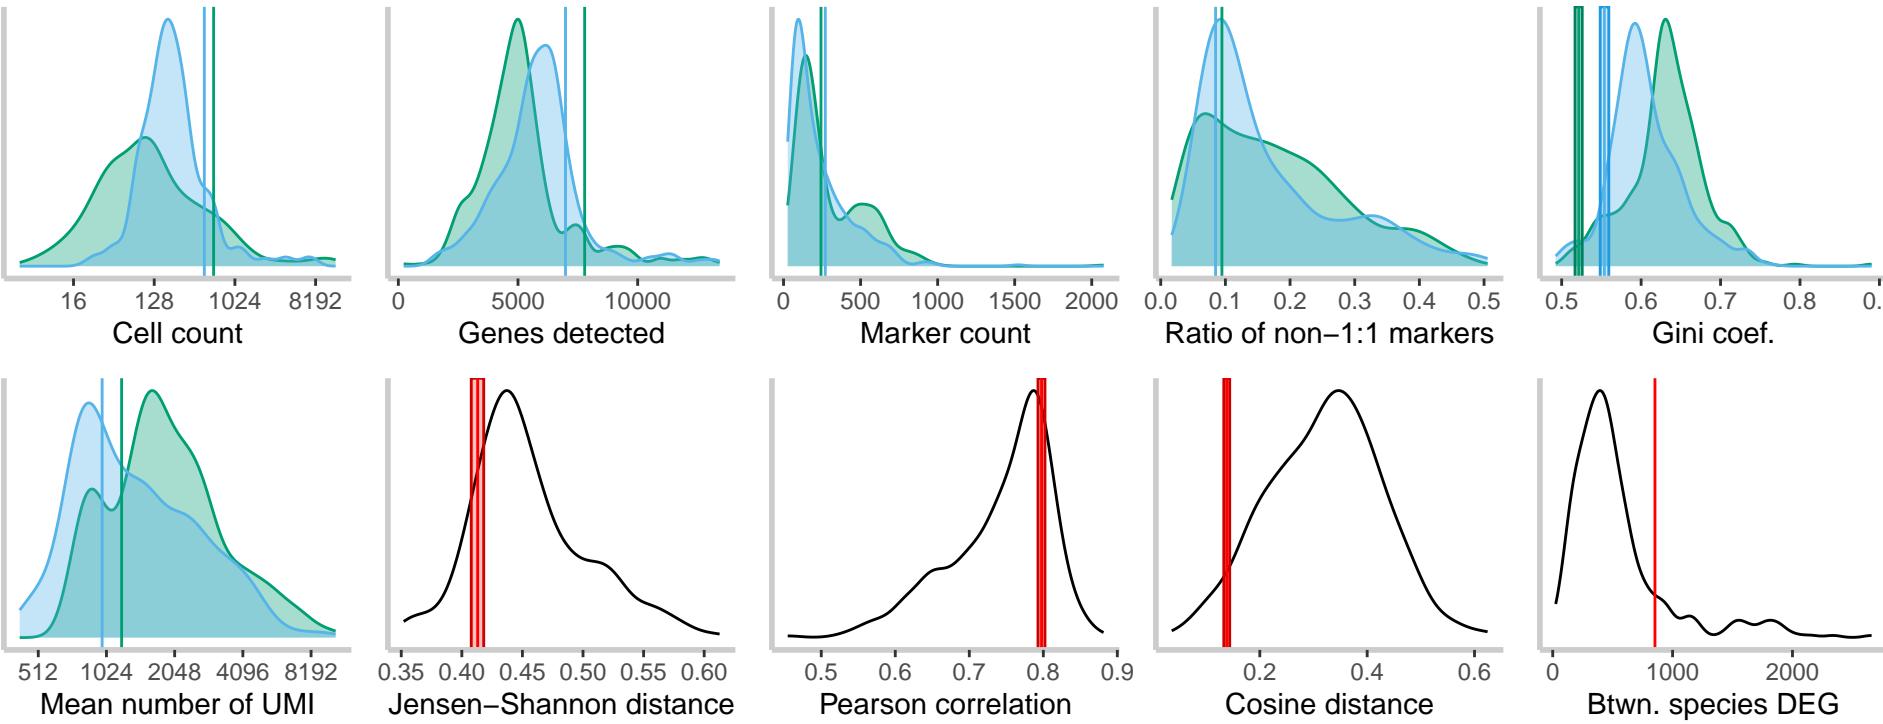 16 128 1024 8192
Cell count
0 5000 10000
Genes detected
0 500 1000 1500 2000
Marker count
0.0 0.1 0.2 0.3 0.4 0.5
Ratio of non−1:1 markers
0.5 0.6 0.7 0.8 0.
Gini coef.
512 1024 2048 4096 8192
Mean number of UMI
0.35 0.40 0.45 0.50 0.55 0.60
Jensen−Shannon distance
0.5 0.6 0.7 0.8 0.9
Pearson correlation
0.2 0.4 0.6
Cosine distance
0 1000 2000
Btwn. species DEG